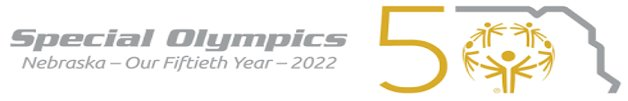 Special Olympics
Nebraska – Our Fiftieth Year – 2022
50
®